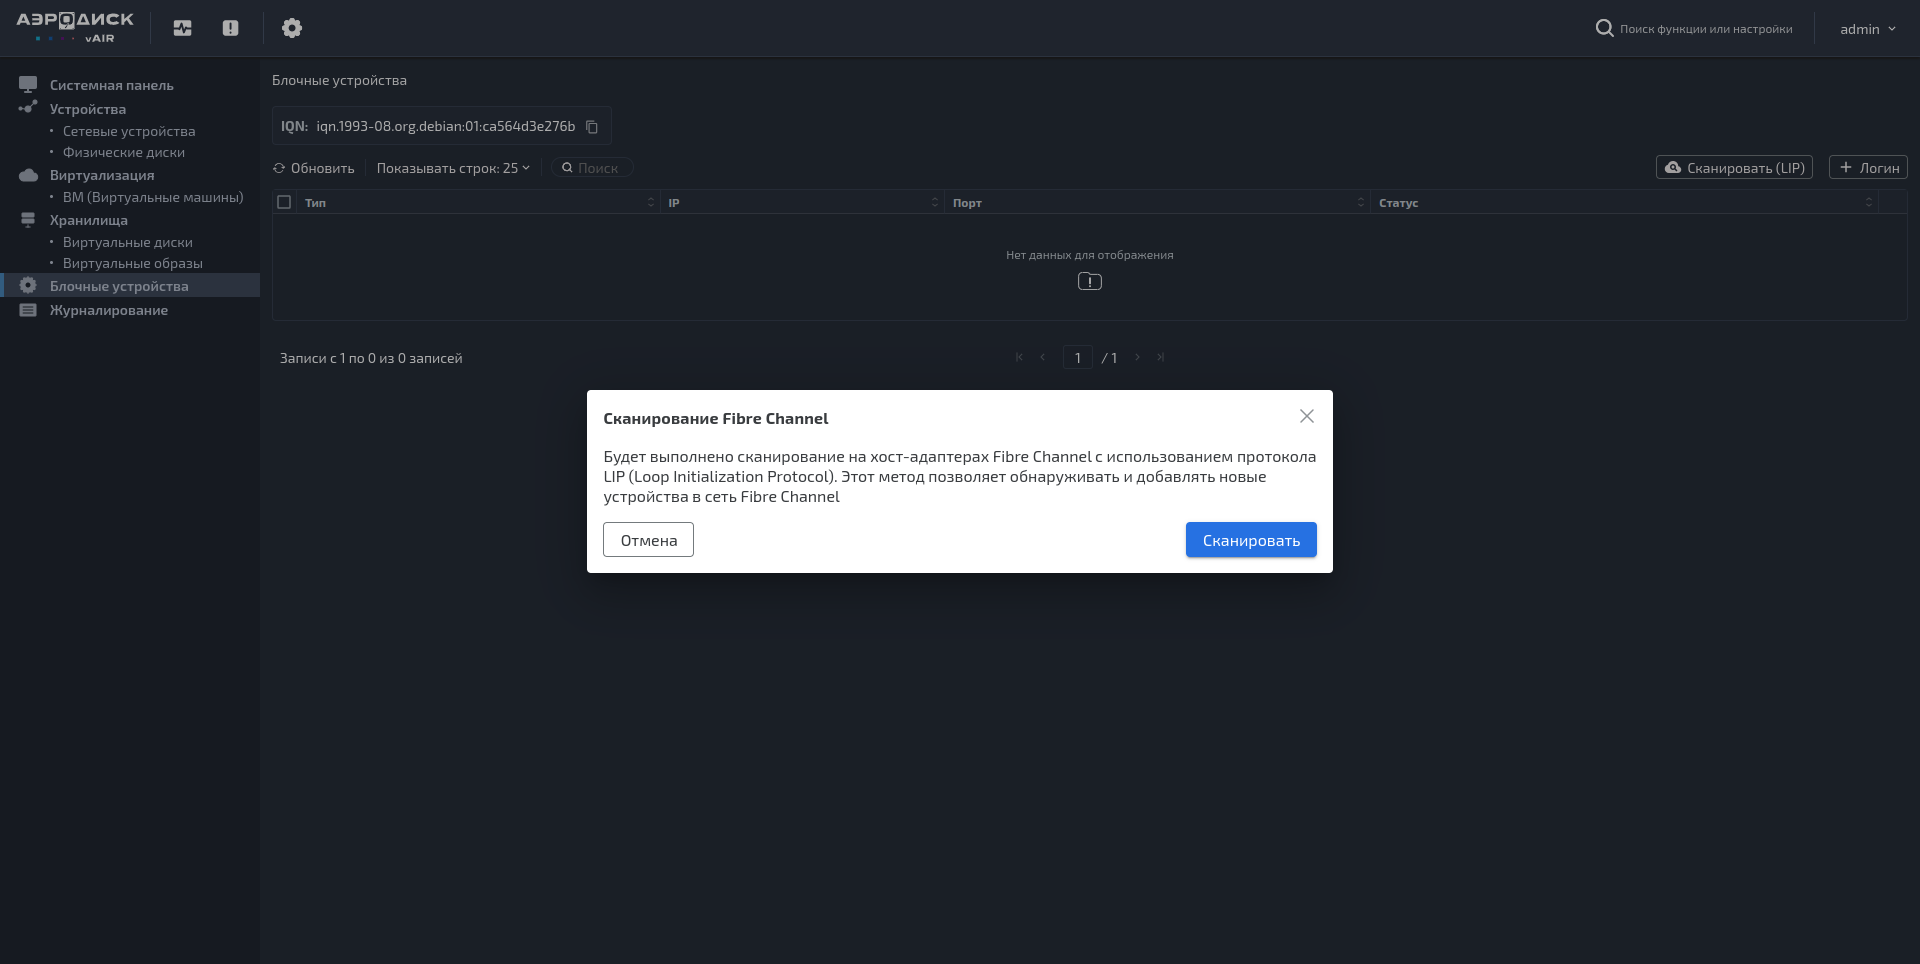 АЭРОДИСК
vAIR
Поиск функции или настройки
admin
Системная панель
Устройства
Сетевые устройства
Физические диски
Виртуализация
ВМ (Виртуальные машины)
Хранилища
Виртуальные диски
Виртуальные образы
Блочные устройства
Журналирование
Блочные устройства
IQN: iqn.1993-08.org.debian:01:ca564d3e276b
Обновить Показывать строк: 25 Поиск Сканировать (LIP) + Логин
Тип IP Порт Статус
Нет данных для отображения
Записи с 1 по 0 из 0 записей 1 / 1
Сканирование Fibre Channel
Будет выполнено сканирование на хост-адаптерах Fibre Channel с использованием протокола
LIP (Loop Initialization Protocol). Этот метод позволяет обнаруживать и добавлять новые
устройства в сеть Fibre Channel
Отмена Сканировать